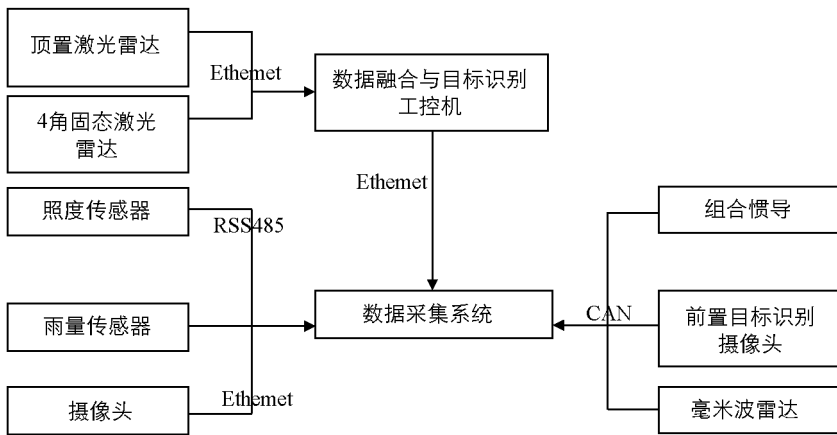 顶置激光雷达
Ethemet
数据融合与目标识别
工控机
4角固态激光
雷达
Ethemet
照度传感器
RSS485
组合惯导
雨量传感器
数据采集系统
CAN
前置目标识别
摄像头
摄像头
Ethemet
毫米波雷达